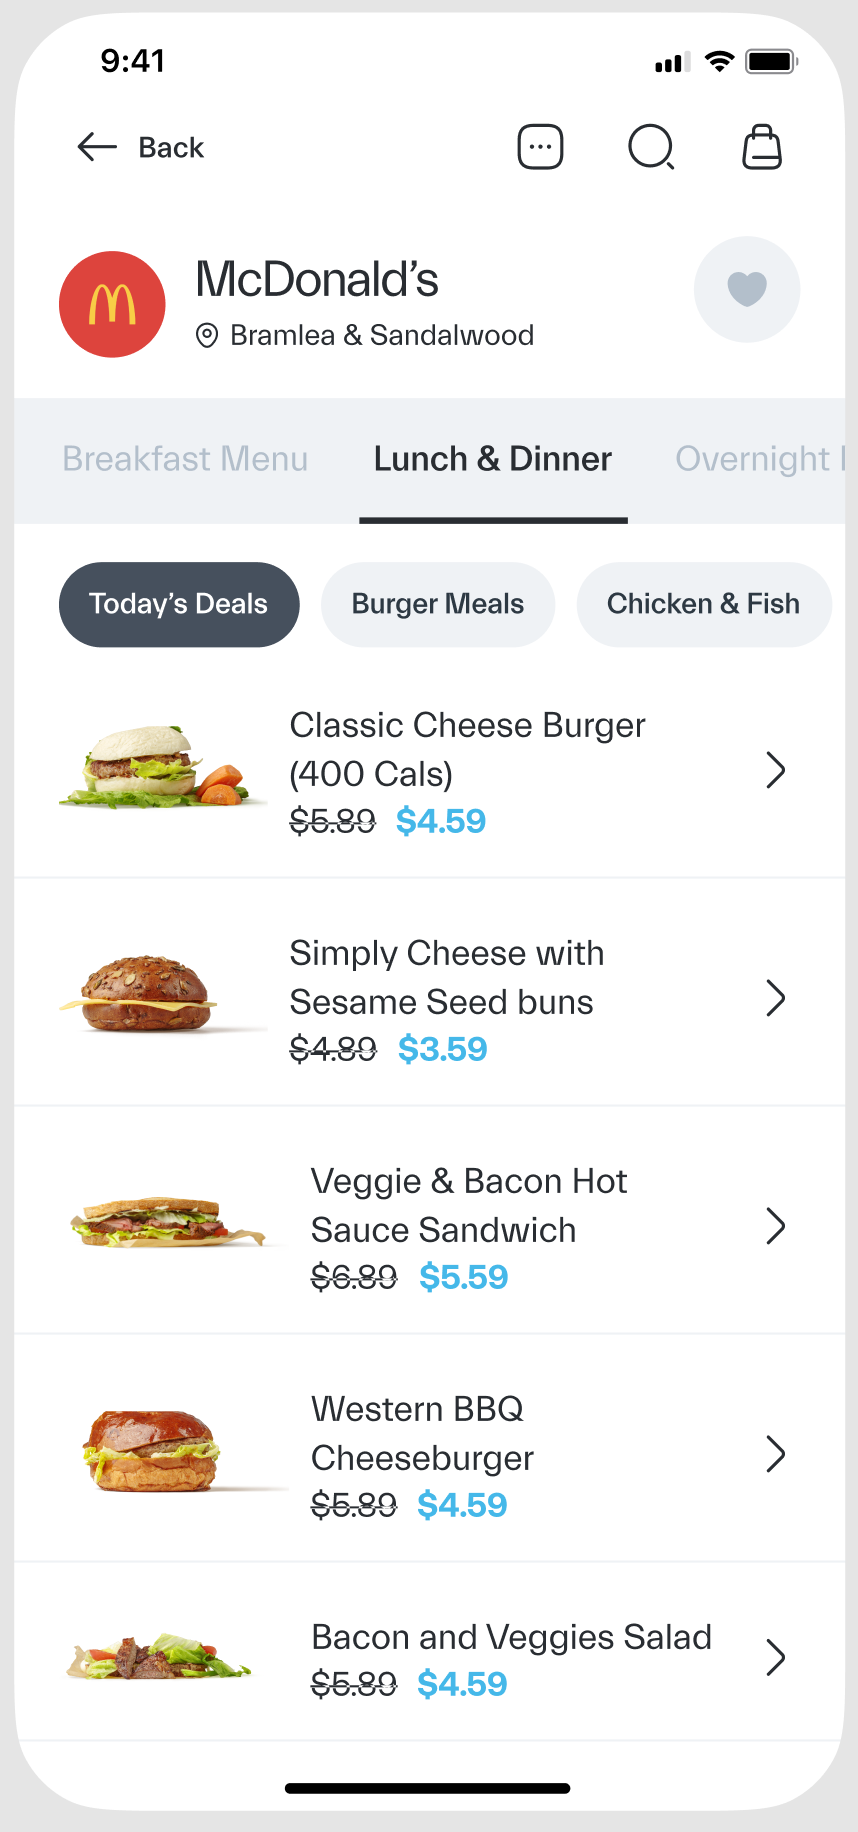 9:41
Back
McDonald’s
Bramlea & Sandalwood
Breakfast Menu Lunch & Dinner Overnight
Today’s Deals Burger Meals Chicken & Fish
Classic Cheese Burger
(400 Cals)
$5.89 $4.59
Simply Cheese with
Sesame Seed buns
$4.89 $3.59
Veggie & Bacon Hot
Sauce Sandwich
$6.89 $5.59
Western BBQ
Cheeseburger
$5.89 $4.59
Bacon and Veggies Salad
$5.89 $4.59